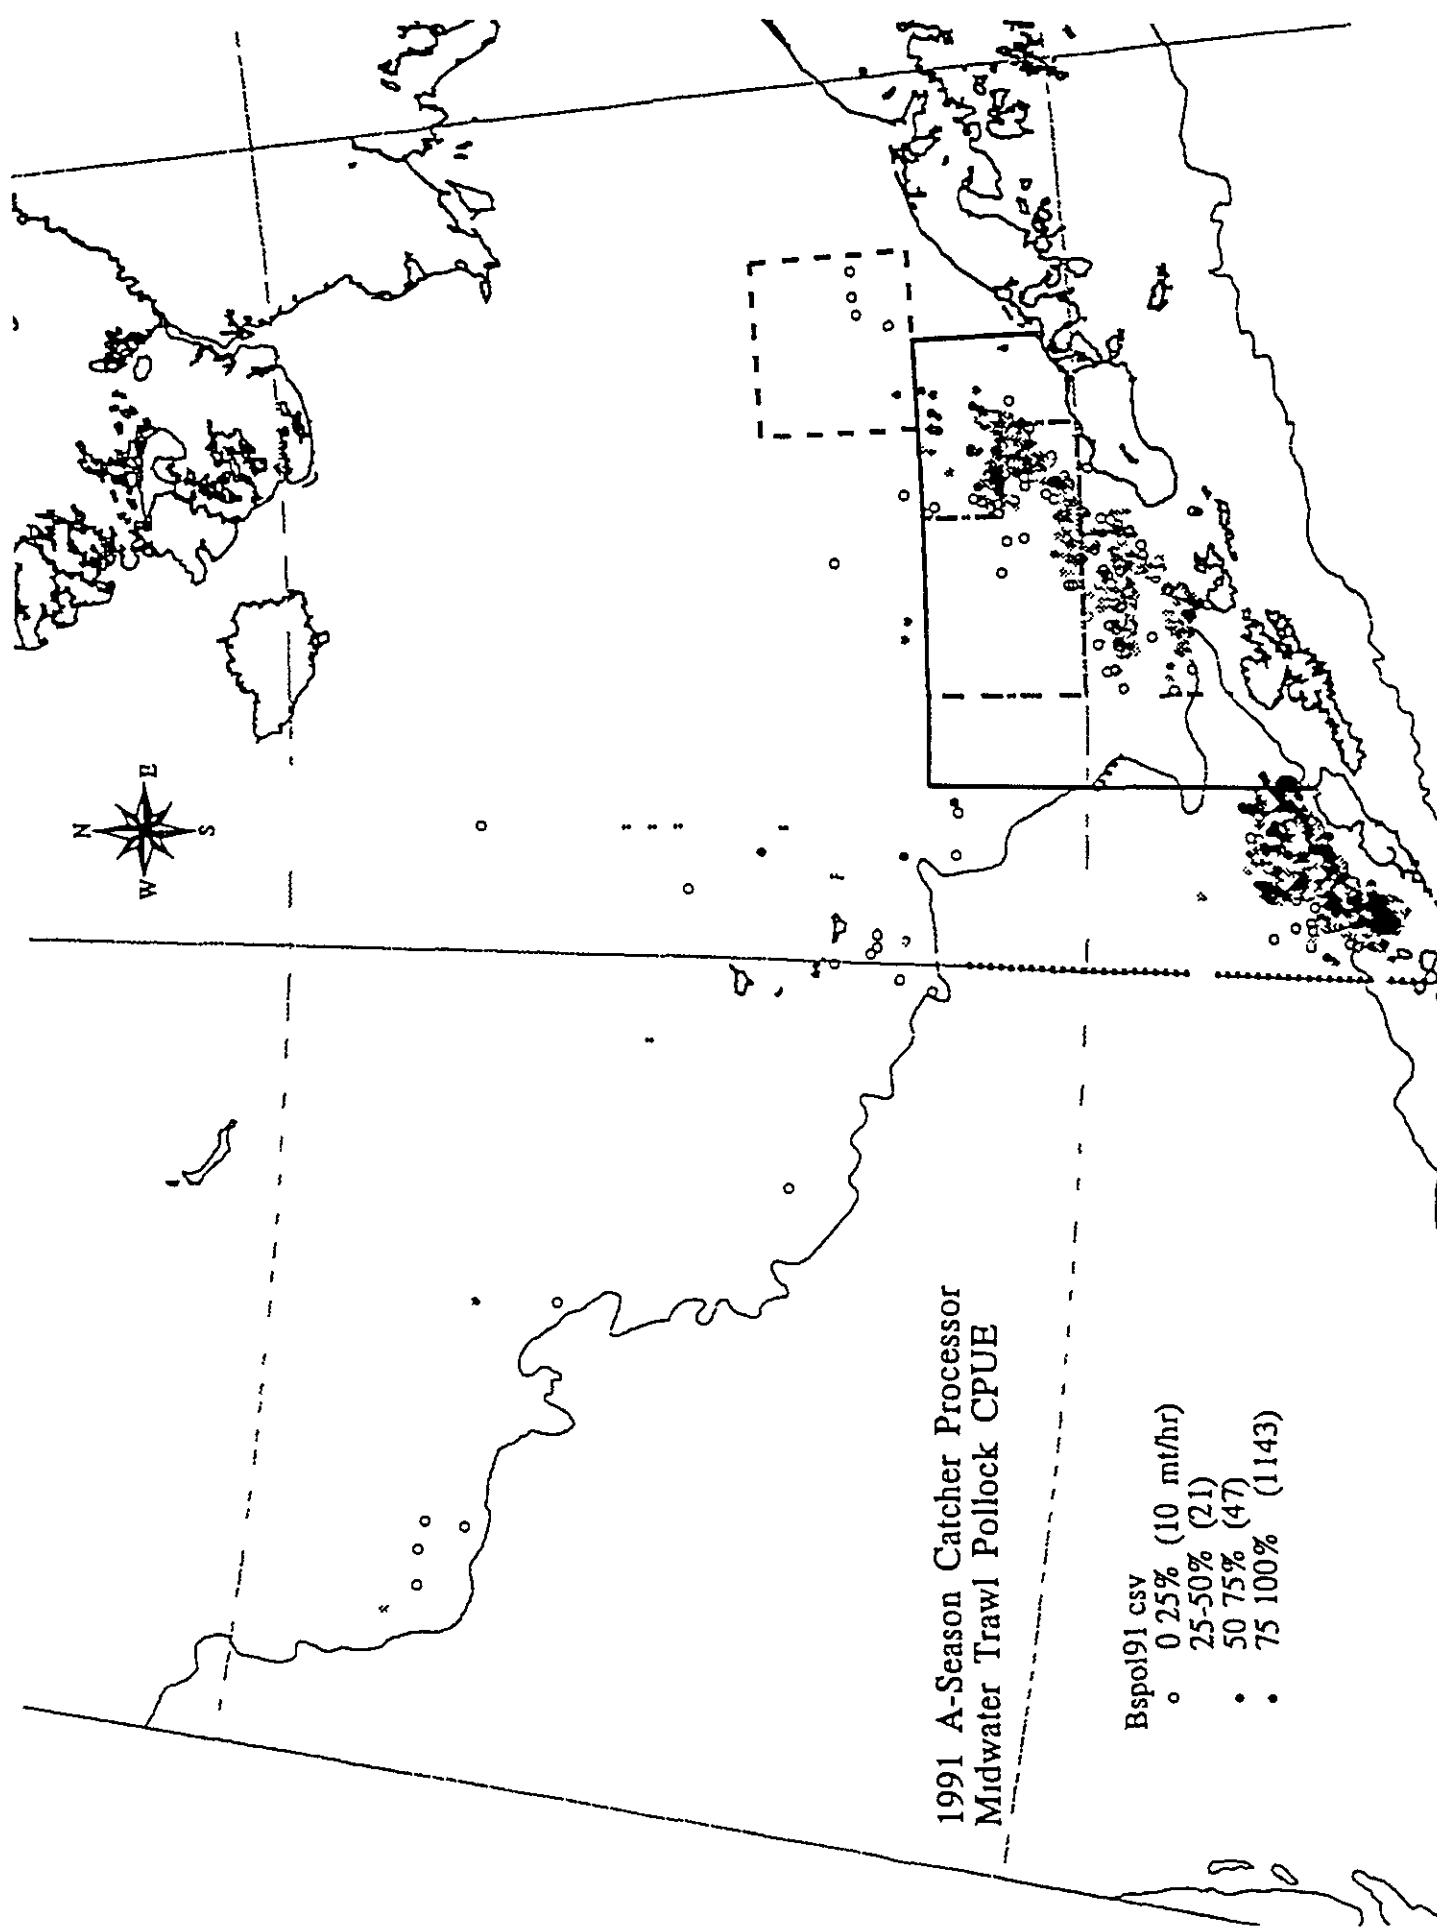 N
W
E
S
1991 A-Season Catcher Processor
Midwater Trawl Pollock CPUE
Bspol91 csv
0 25% (10 mt/hr)
25-50% (21)
50 75% (47)
75 100% (1143)